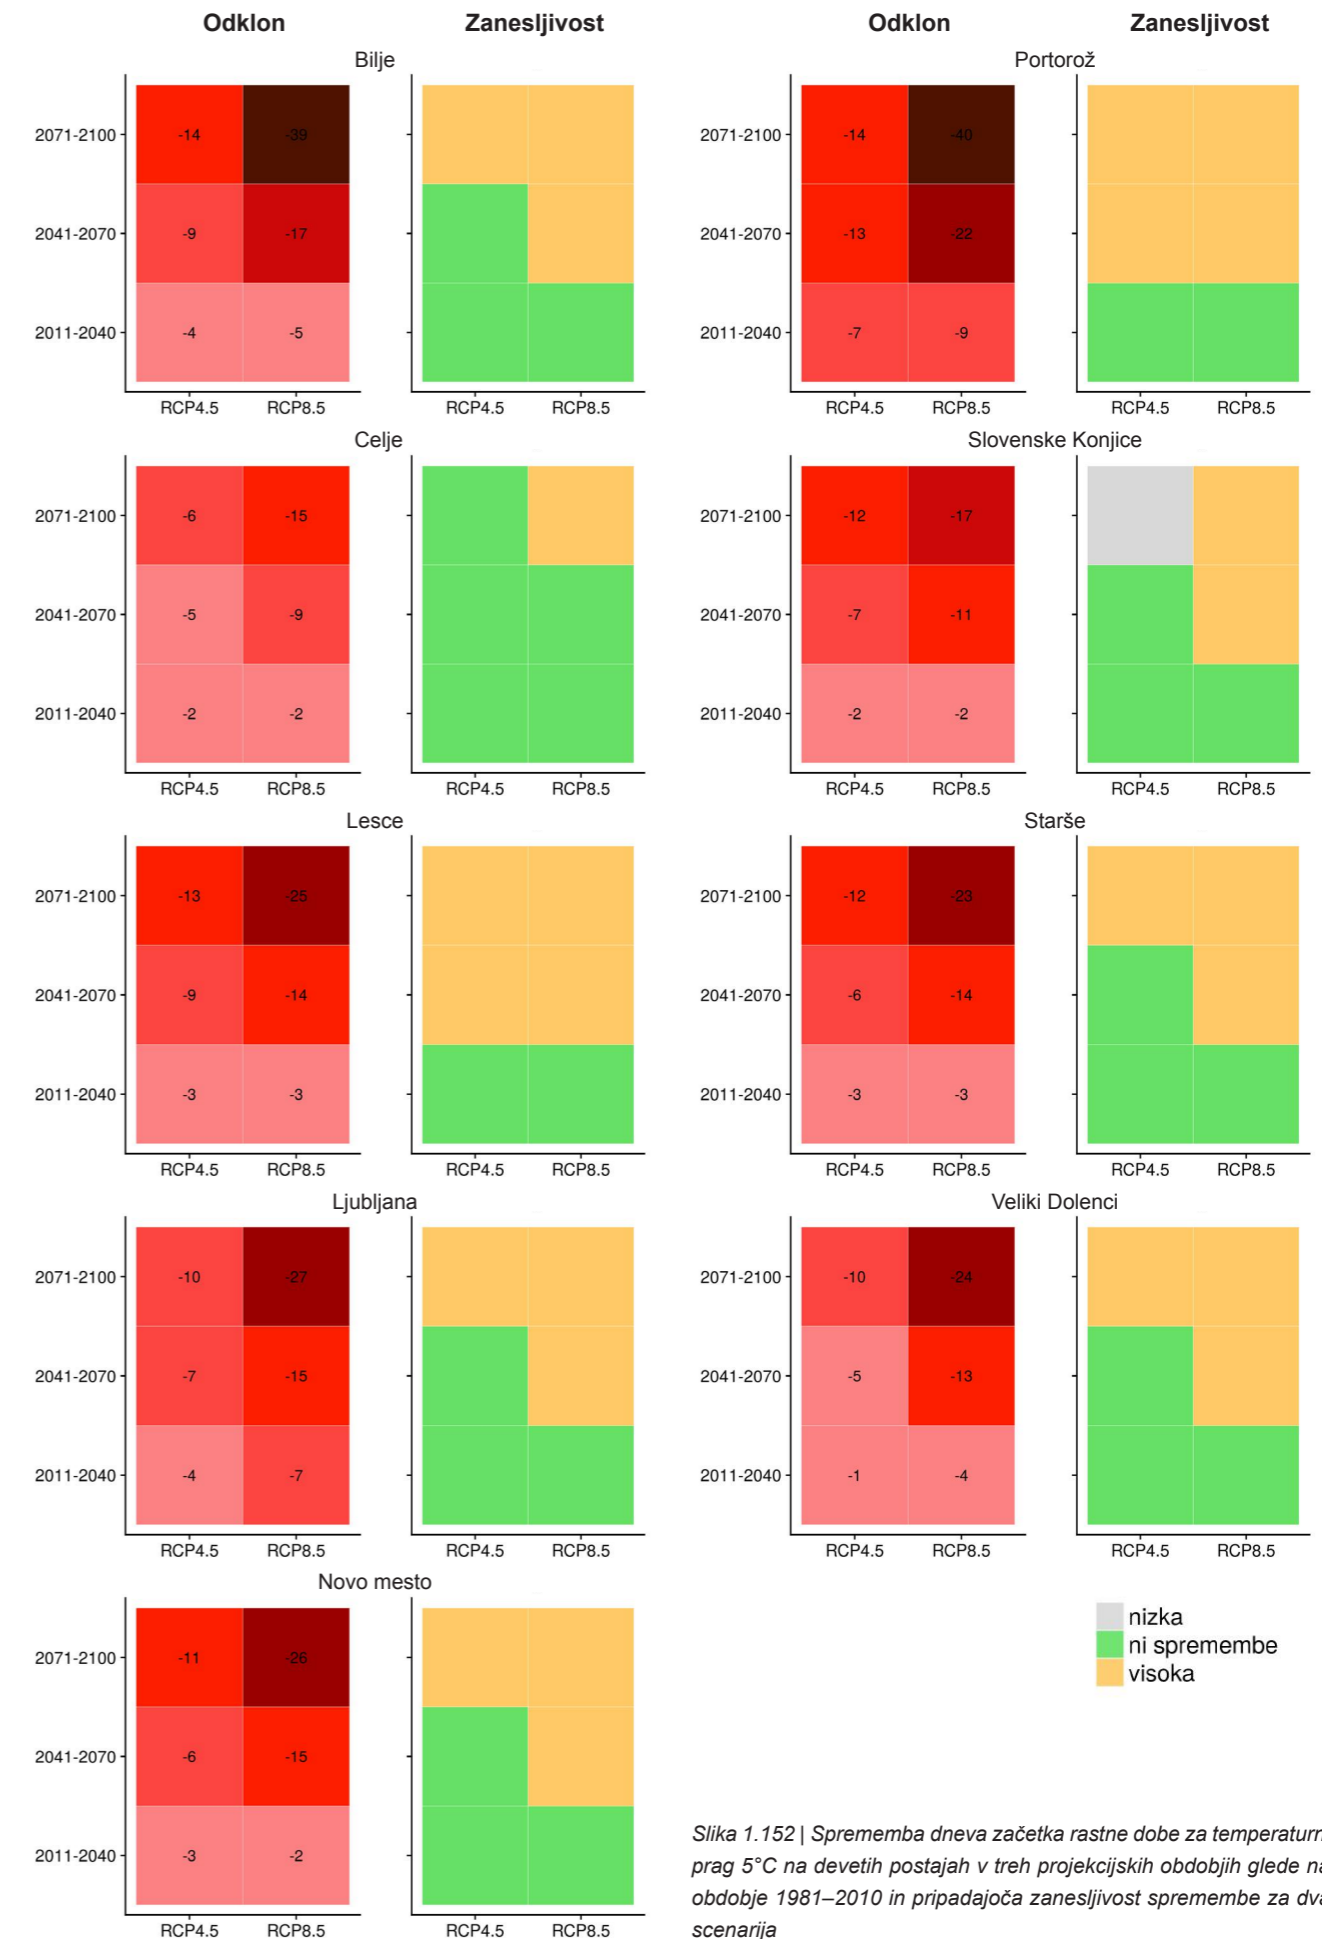 Odklon Zanesljivost
Bilje
2071-2100 -14 -39
2041-2070 -9 -17
2011-2040 -4 -5
RCP4.5 RCP8.5 RCP4.5 RCP8.5
Celje
2071-2100 -6 -15
2041-2070 -5 -9
2011-2040 -2 -2
RCP4.5 RCP8.5 RCP4.5 RCP8.5
Lesce
2071-2100 -13 -25
2041-2070 -9 -14
2011-2040 -3 -3
RCP4.5 RCP8.5 RCP4.5 RCP8.5
Ljubljana
2071-2100 -10 -27
2041-2070 -7 -15
2011-2040 -4 -7
RCP4.5 RCP8.5 RCP4.5 RCP8.5
Novo mesto
2071-2100 -11 -26
2041-2070 -6 -15
2011-2040 -3 -2
RCP4.5 RCP8.5 RCP4.5 RCP8.5
Odklon Zanesljivost
Portorož
2071-2100 -14 -40
2041-2070 -13 -22
2011-2040 -7 -9
RCP4.5 RCP8.5 RCP4.5 RCP8.5
Slovenske Konjice
2071-2100 -12 -17
2041-2070 -7 -11
2011-2040 -2 -2
RCP4.5 RCP8.5 RCP4.5 RCP8.5
Starše
2071-2100 -12 -23
2041-2070 -6 -14
2011-2040 -3 -3
RCP4.5 RCP8.5 RCP4.5 RCP8.5
Veliki Dolenci
2071-2100 -10 -24
2041-2070 -5 -13
2011-2040 -1 -4
RCP4.5 RCP8.5 RCP4.5 RCP8.5
nizka
ni spremembe
visoka
Slika 1.152 | Sprememba dneva začetka rastne dobe za temperaturn
prag 5°C na devetih postajah v treh projekcijskih obdobjih glede na
obdobje 1981–2010 in pripadajoča zanesljivost spremembe za dva
scenarija